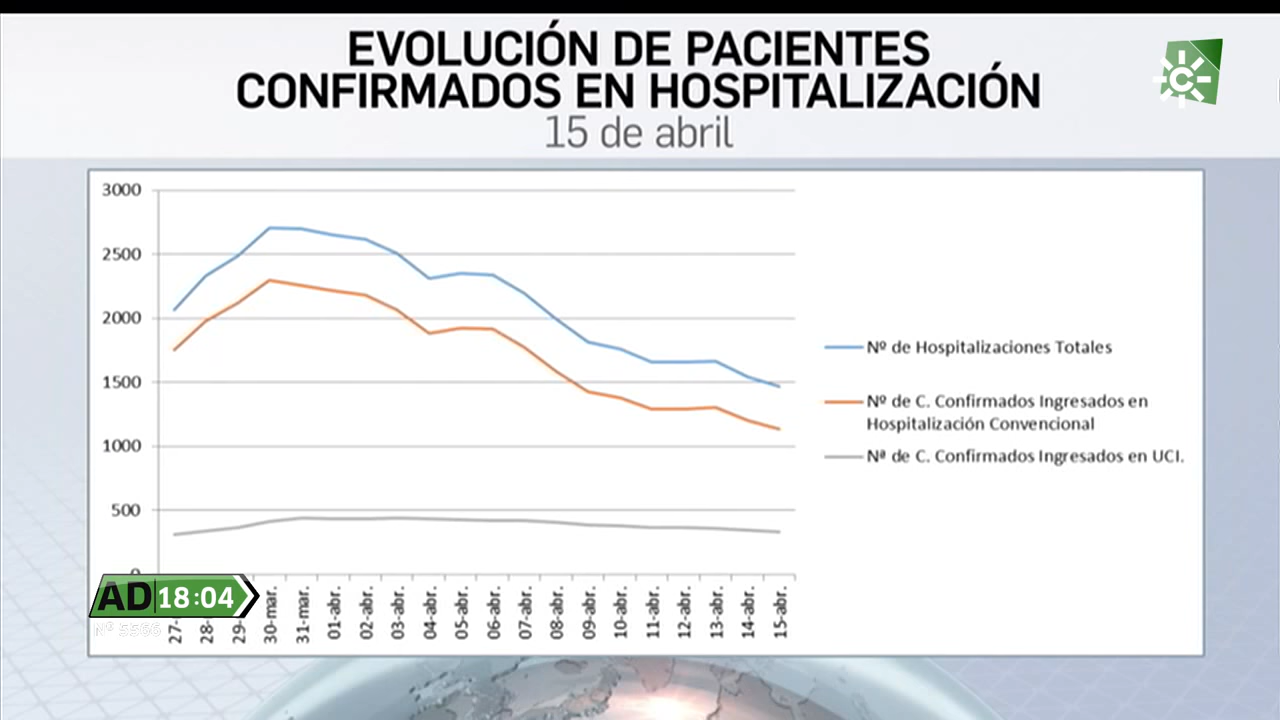 EVOLUCIÓN DE PACIENTES
CONFIRMADOS EN HOSPITALIZACIÓN
15 de abril
C
3000
2500
2000
1500
1000
500
0
Nº de Hospitalizaciones Totales
Nº de C. Confirmados Ingresados en
Hospitalización Convencional
Nª de C. Confirmados Ingresados en UCI.
27-
28-
29-
30-mar.
31-mar.
01-abr.
02-abr.
03-abr.
04-abr.
05-abr.
06-abr.
07-abr.
08-abr.
09-abr.
10-abr.
11-abr.
12-abr.
13-abr.
14-abr.
15-abr.
AD 18:04